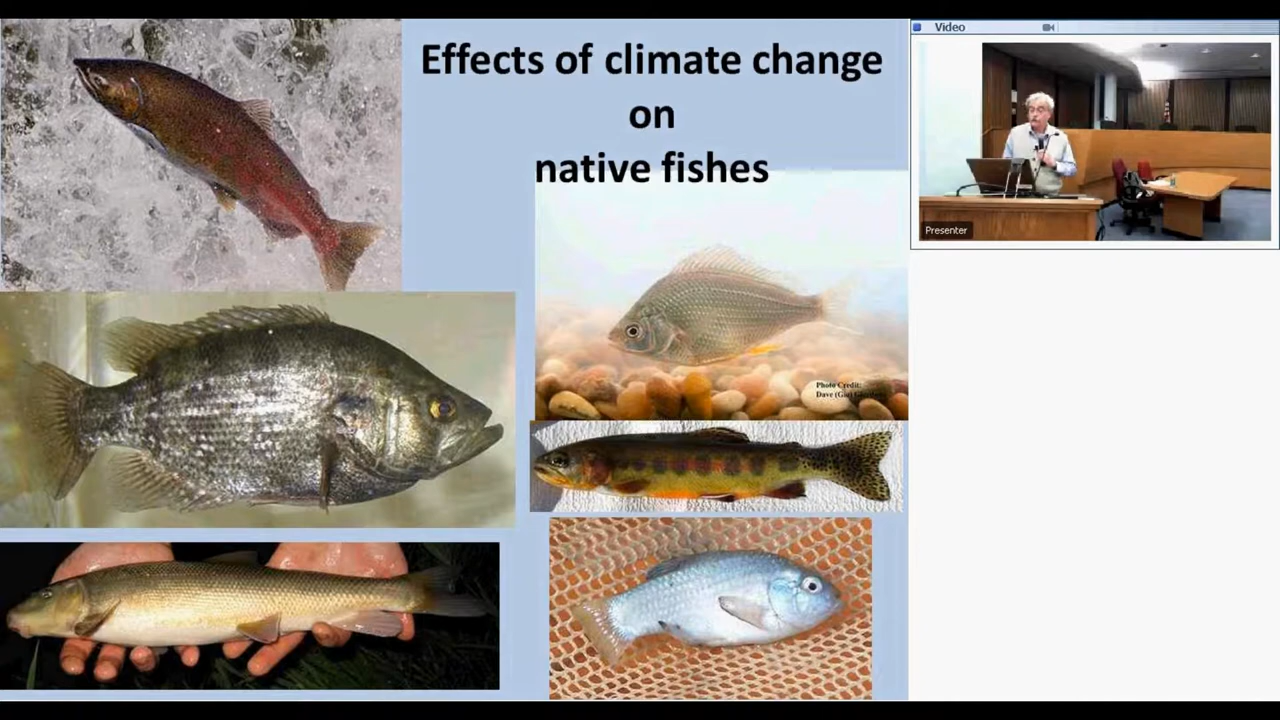 Effects of climate change
on
native fishes
Video
Presenter
Photo Credit:
Dave